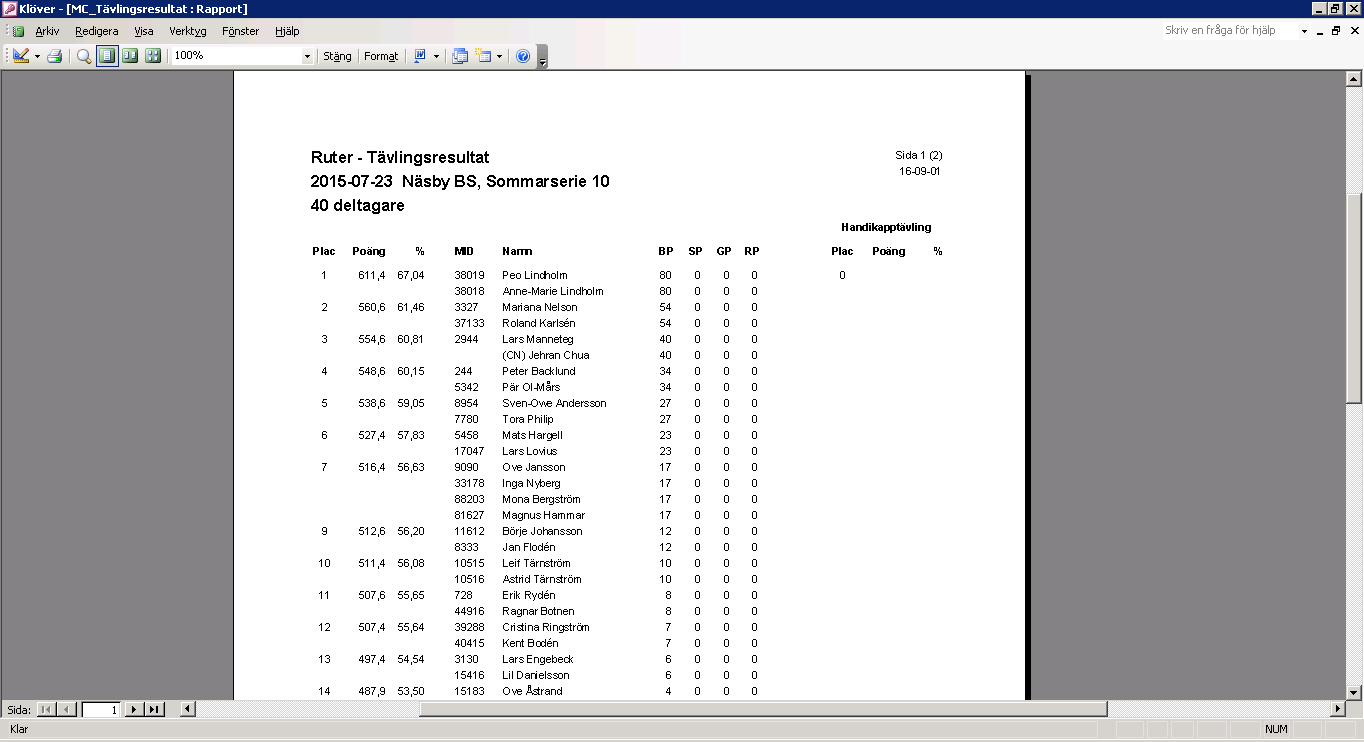 Klöver - [MC_Tävlingsresultat : Rapport]
Arkiv Redigera Visa Verktyg Fönster Hjälp Skriv en fråga för hjälp
100% Stäng Format
Ruter - Tävlingsresultat Sida 1 (2)
16-09-01
2015-07-23 Näsby BS, Sommarserie 10
40 deltagare
Handikapptävling
Plac Poäng % MID Namn BP SP GP RP Plac Poäng %
1 611,4 67,04 38019 Peo Lindholm 80 0 0 0 0
38018 Anne-Marie Lindholm 80 0 0 0
2 560,6 61,46 3327 Mariana Nelson 54 0 0 0
37133 Roland Karlsén 54 0 0 0
3 554,6 60,81 2944 Lars Manneteg 40 0 0 0
(CN) Jehran Chua 40 0 0 0
4 548,6 60,15 244 Peter Backlund 34 0 0 0
5342 Pär Ol-Mårs 34 0 0 0
5 538,6 59,05 8954 Sven-Owe Andersson 27 0 0 0
7780 Tora Philip 27 0 0 0
6 527,4 57,83 5458 Mats Hargell 23 0 0 0
17047 Lars Lovius 23 0 0 0
7 516,4 56,63 9090 Ove Jansson 17 0 0 0
33178 Inga Nyberg 17 0 0 0
88203 Mona Bergström 17 0 0 0
81627 Magnus Hammar 17 0 0 0
9 512,6 56,20 11612 Börje Johansson 12 0 0 0
8333 Jan Flodén 12 0 0 0
10 511,4 56,08 10515 Leif Tärnström 10 0 0 0
10516 Astrid Tärnström 10 0 0 0
11 507,6 55,65 728 Erik Rydén 8 0 0 0
44916 Ragnar Botnen 8 0 0 0
12 507,4 55,64 39288 Cristina Ringström 7 0 0 0
40415 Kent Bodén 7 0 0 0
13 497,4 54,54 3130 Lars Engebeck 6 0 0 0
15416 Lil Danielsson 6 0 0 0
14 487,9 53,50 15183 Ove Åstrand 4 0 0 0
Sida: 1
Klar NUM